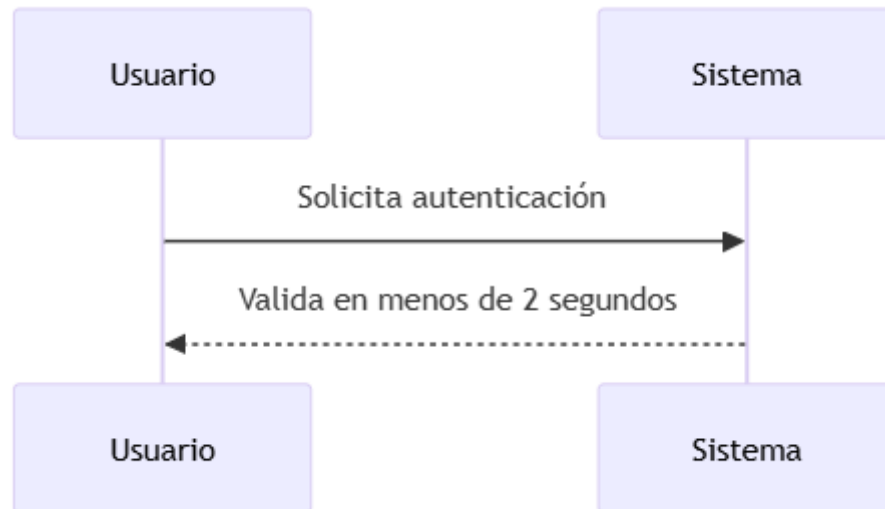 Usuario
Sistema
Solicita autenticación
Valida en menos de 2 segundos
Usuario
Sistema